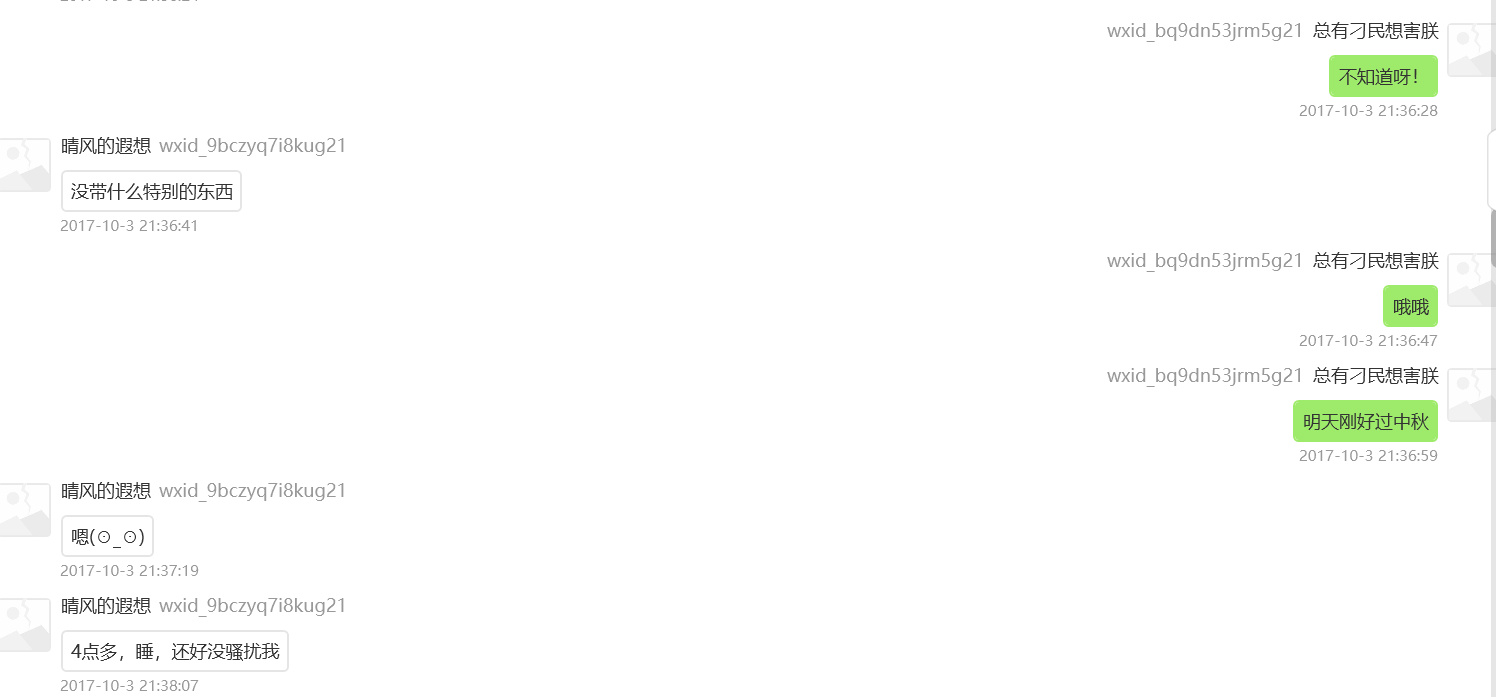 wxid_bq9dn53jrm5g21 总有刁民想害朕
不知道呀！
2017-10-3 21:36:28
晴风的遐想 wxid_9bczyq7i8kug21
没带什么特别的东西
2017-10-3 21:36:41
wxid_bq9dn53jrm5g21 总有刁民想害朕
哦哦
2017-10-3 21:36:47
wxid_bq9dn53jrm5g21 总有刁民想害朕
明天刚好过中秋
2017-10-3 21:36:59
晴风的遐想 wxid_9bczyq7i8kug21
嗯(⊙_⊙)
2017-10-3 21:37:19
晴风的遐想 wxid_9bczyq7i8kug21
4点多，睡，还好没骚扰我
2017-10-3 21:38:07